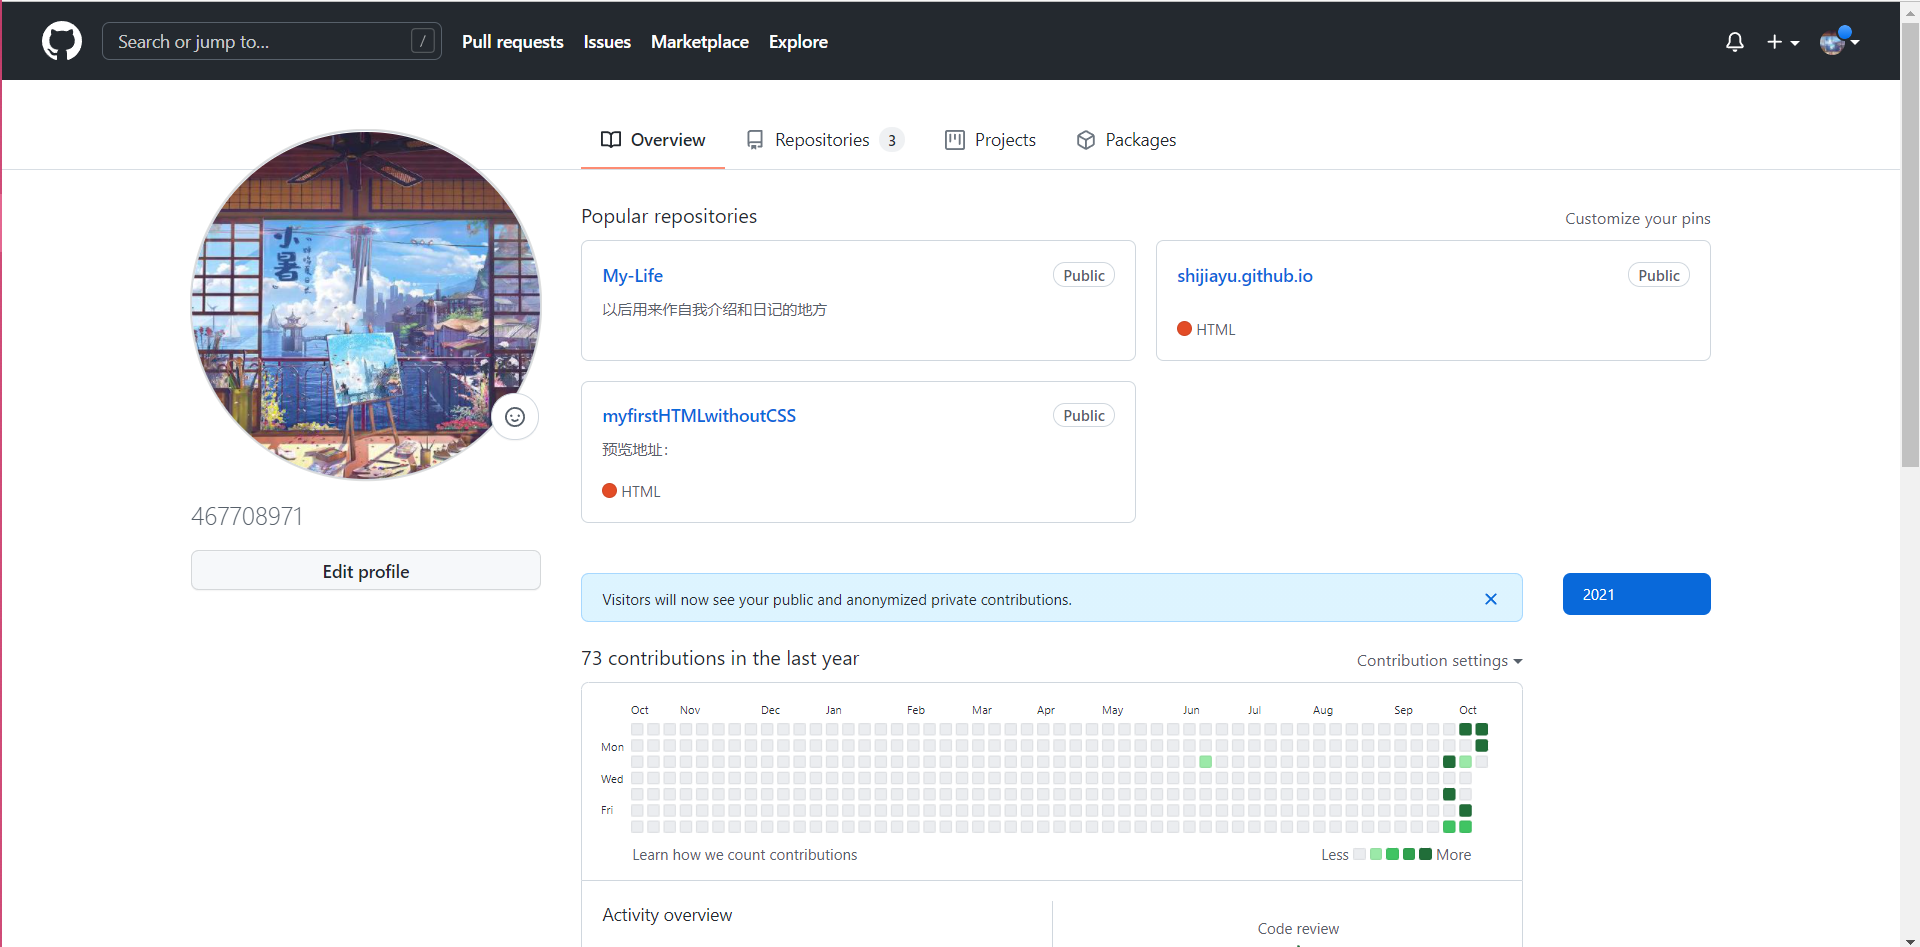 Search or jump to...
/
Pull requests
Issues
Marketplace
Explore
Overview
Repositories 3
Projects
Packages
小暑
467708971
Edit profile
Popular repositories
Customize your pins
My-Life
Public
以后用来作自我介绍和日记的地方
shijiayu.github.io
Public
HTML
myfirstHTMLwithoutCSS
Public
预览地址：
HTML
Visitors will now see your public and anonymized private contributions.
2021
73 contributions in the last year
Contribution settings
Oct Nov Dec Jan Feb Mar Apr May Jun Jul Aug Sep Oct
Mon
Wed
Fri
Learn how we count contributions
Less
More
Activity overview
Code review